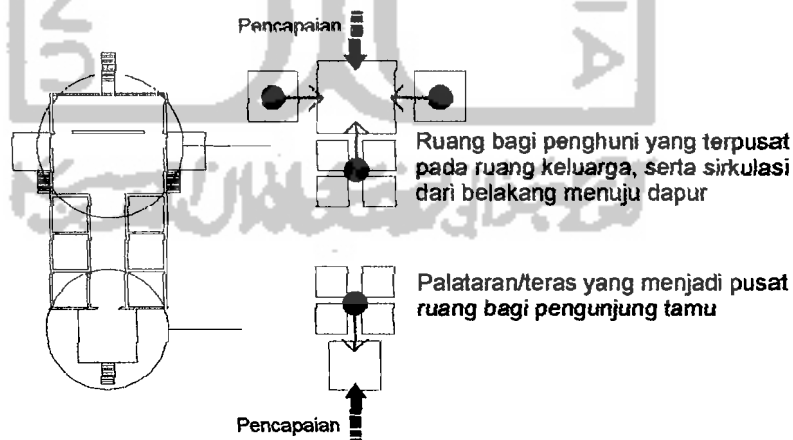 Pencapaian
Ruang bagi penghuni yang terpusat
pada ruang keluarga, serta sirkulasi
dari belakang menuju dapur
Palataran/teras yang menjadi pusat
ruang bagi pengunjung tamu
Pencapaian